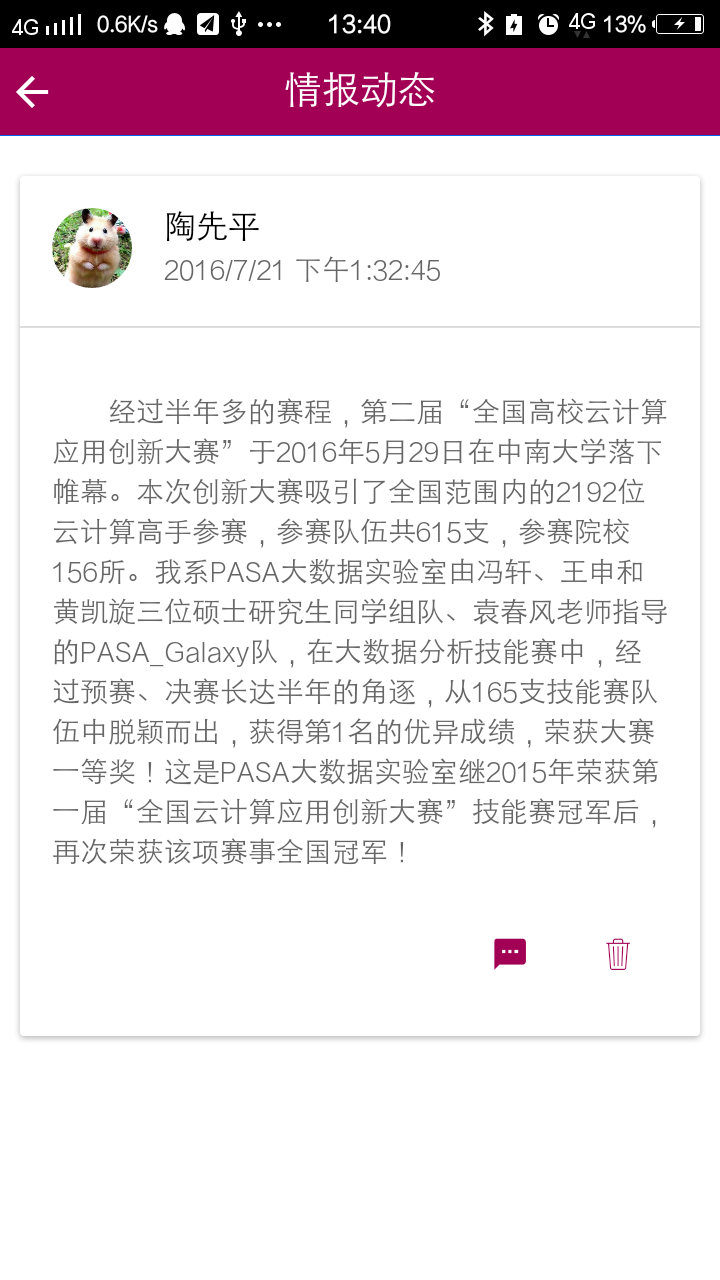 4G 0.6K/s 13:40 4G 13%
情报动态
陶先平
2016/7/21 下午1:32:45
经过半年多的赛程，第二届“全国高校云计算
应用创新大赛”于2016年5月29日在中南大学落下
帷幕。本次创新大赛吸引了全国范围内的2192位
云计算高手参赛，参赛队伍共615支，参赛院校
156所。我系PASA大数据实验室由冯轩、王申和
黄凯旋三位硕士研究生同学组队、袁春风老师指导
的PASA_Galaxy队，在大数据分析技能赛中，经
过预赛、决赛长达半年的角逐，从165支技能赛队
伍中脱颖而出，获得第1名的优异成绩，荣获大赛
一等奖！这是PASA大数据实验室继2015年荣获第
一届“全国云计算应用创新大赛”技能赛冠军后，
再次荣获该项赛事全国冠军！